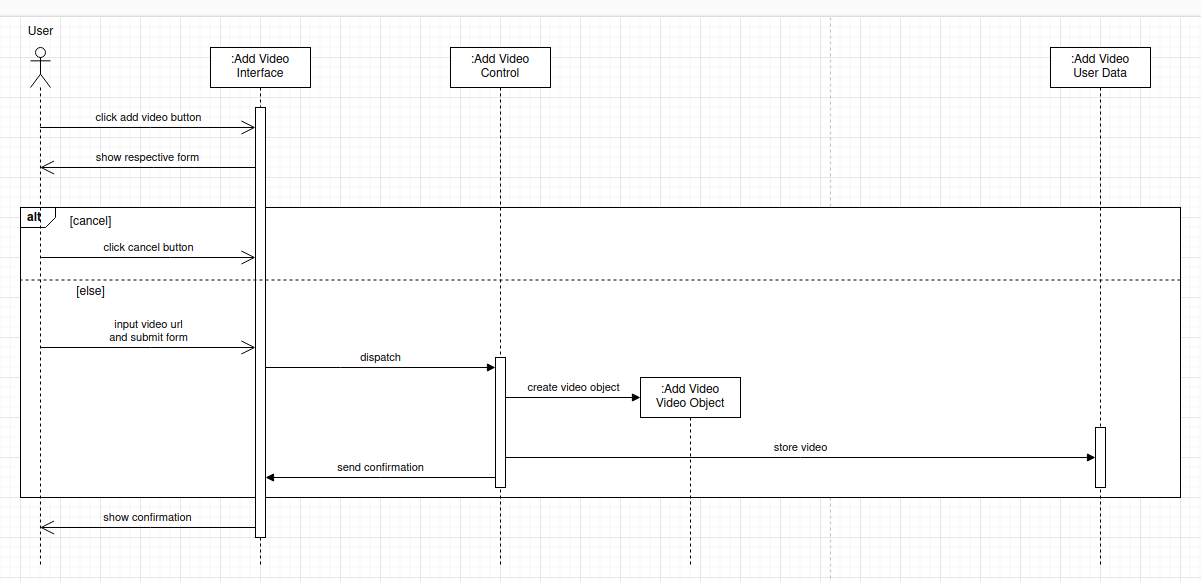 User
:Add Video
Interface
:Add Video
Control
:Add Video
User Data
click add video button
show respective form
alt
[cancel]
click cancel button
[else]
input video url
and submit form
dispatch
create video object
:Add Video
Video Object
store video
send confirmation
show confirmation